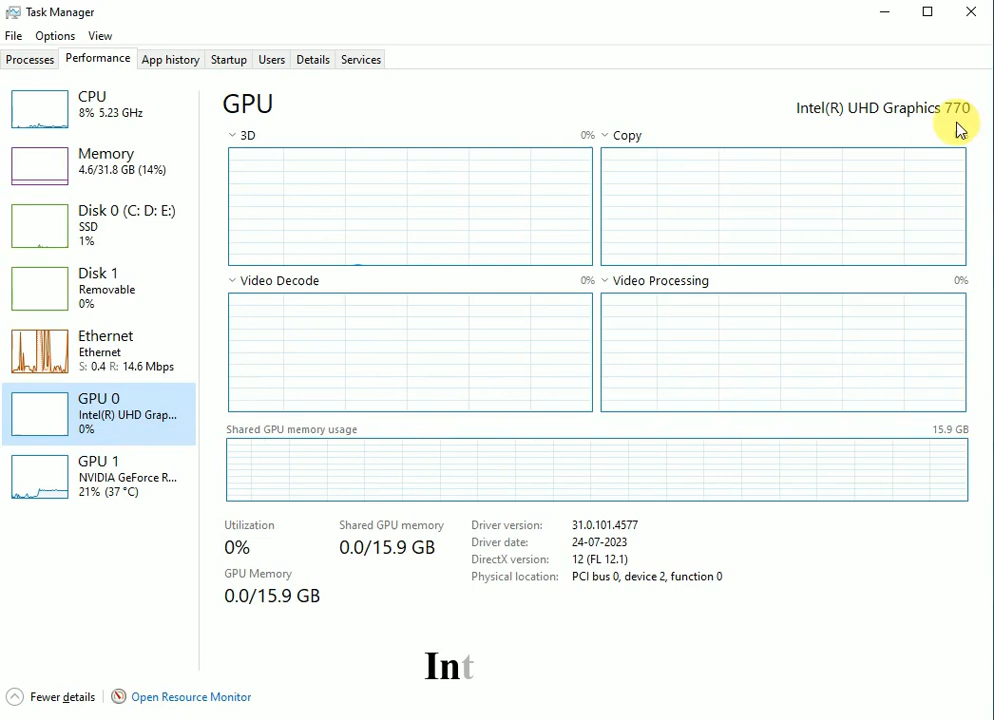 Task Manager
File Options View
Processes Performance App history Startup Users Details Services
CPU
8% 5.23 GHz
Memory
4.6/31.8 GB (14%)
Disk 0 (C: D: E:)
SSD
1%
Disk 1
Removable
0%
Ethernet
Ethernet
S: 0.4 R: 14.6 Mbps
GPU 0
Intel(R) UHD Grap...
0%
GPU 1
NVIDIA GeForce R...
21% (37 °C)
GPU Intel(R) UHD Graphics 770
3D 0% Copy
Video Decode 0% Video Processing 0%
Shared GPU memory usage 15.9 GB
Utilization
0%
GPU Memory
0.0/15.9 GB
Shared GPU memory
0.0/15.9 GB
Driver version: 31.0.101.4577
Driver date: 24-07-2023
DirectX version: 12 (FL 12.1)
Physical location: PCI bus 0, device 2, function 0
Int
Fewer details Open Resource Monitor